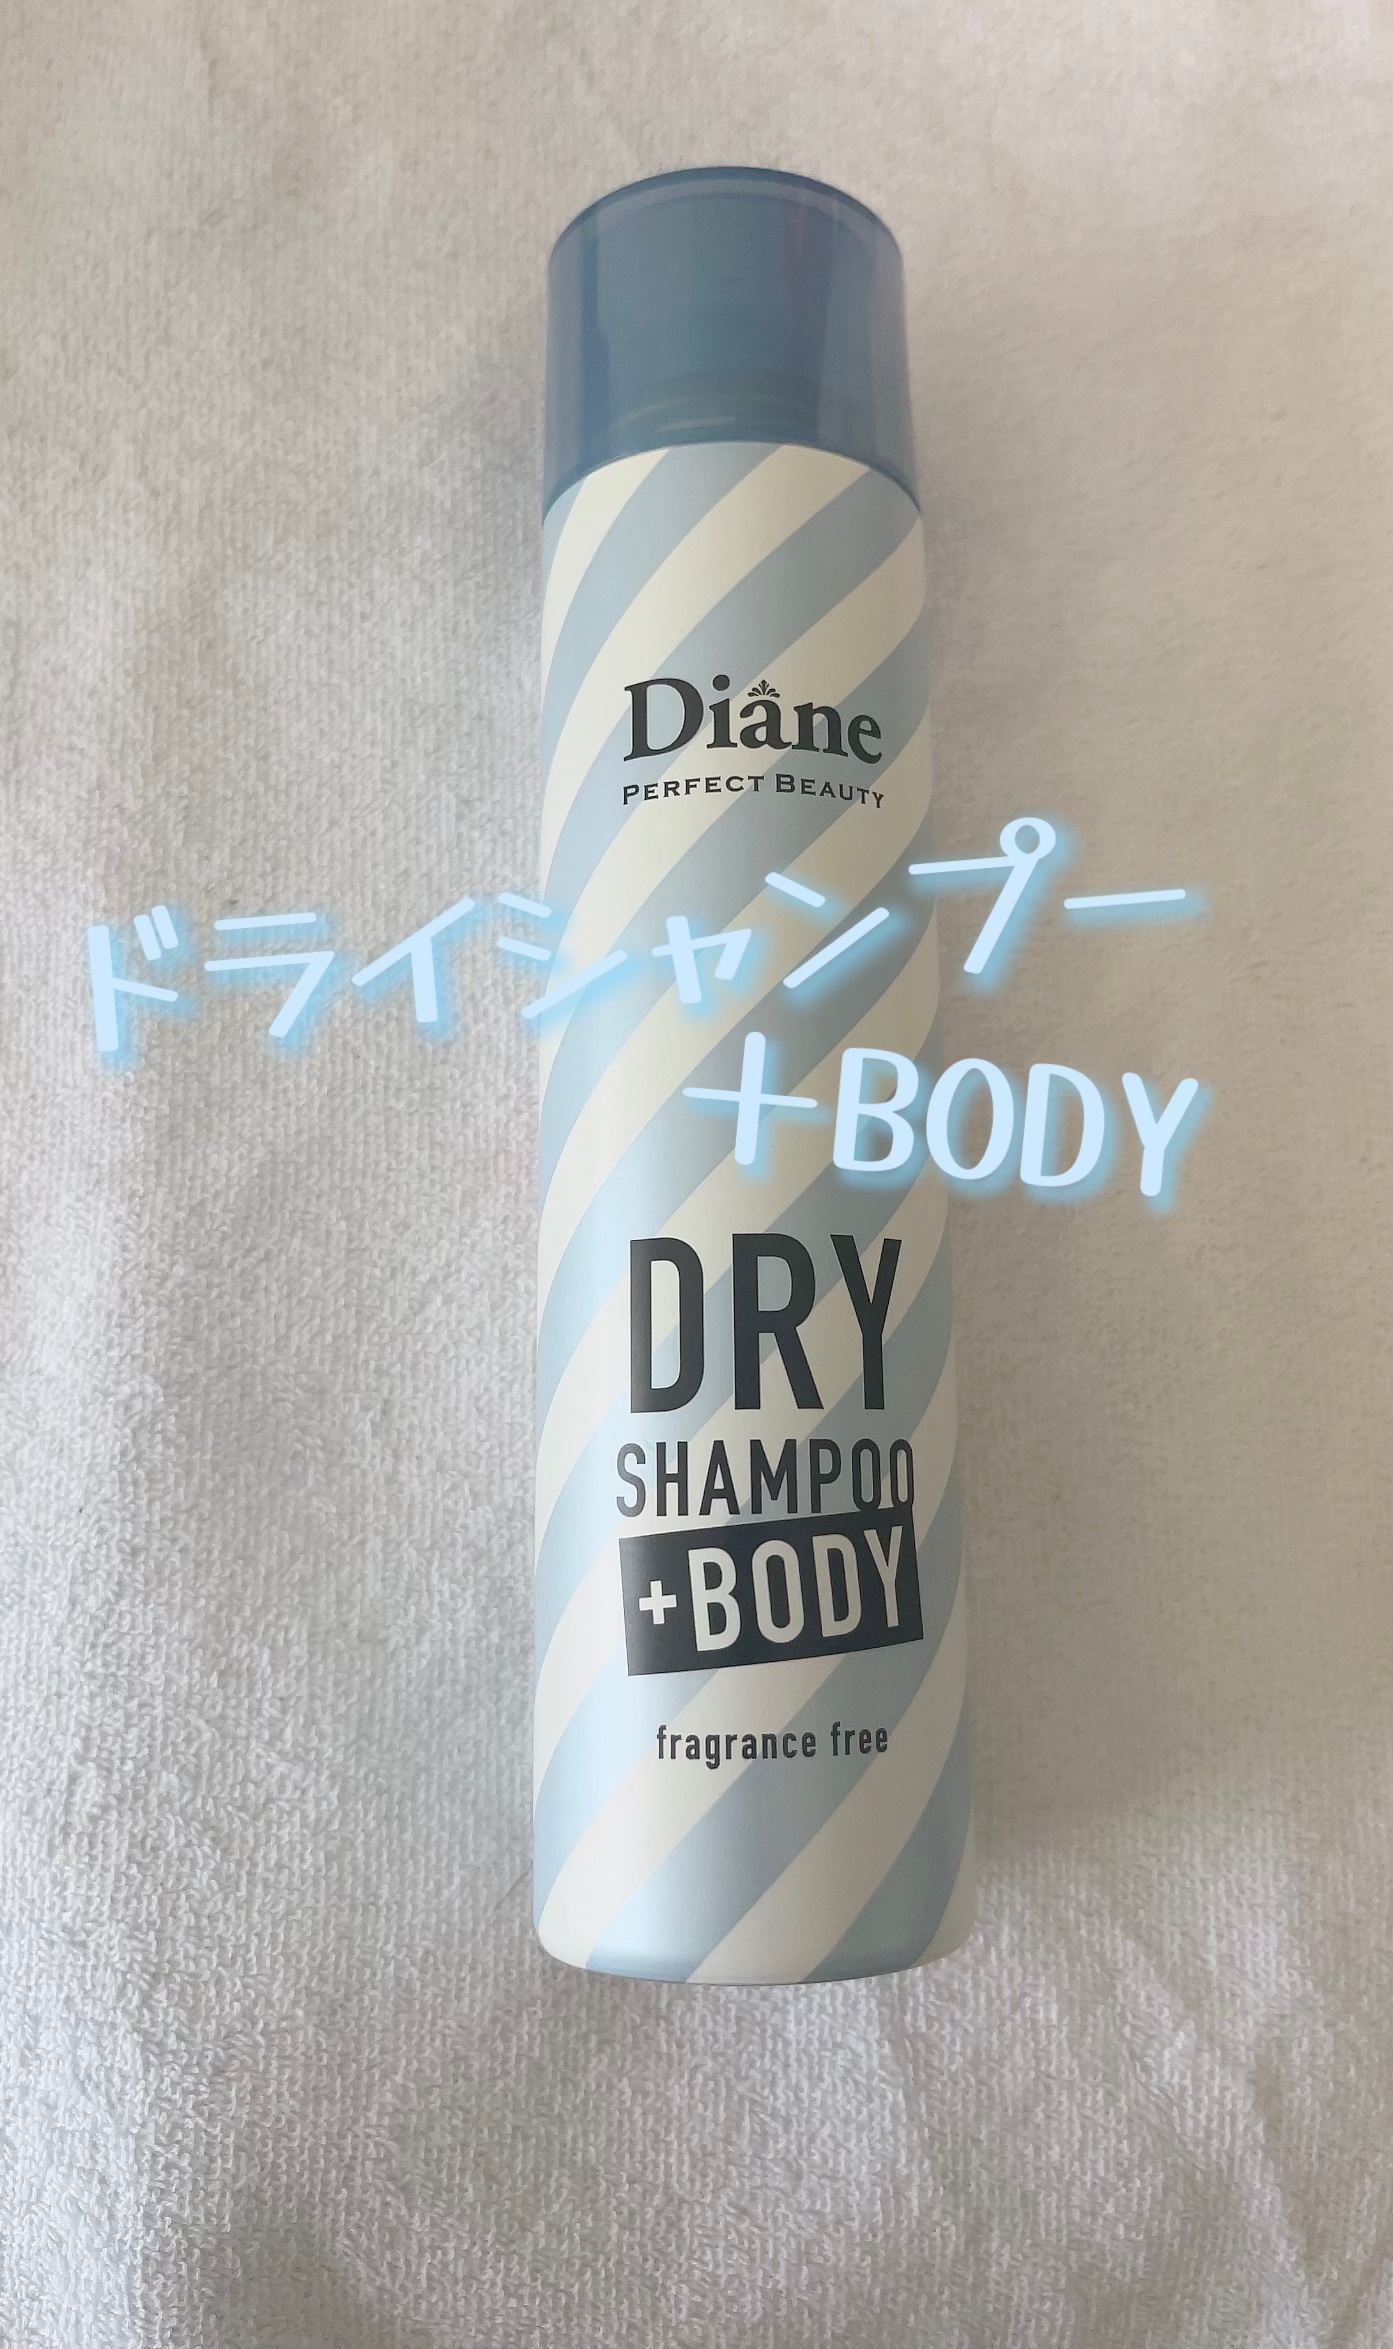 Diane
PERFECT BEAUTY
ドライシャンプー
+BODY
DRY
SHAMPOO
+BODY
fragrance free